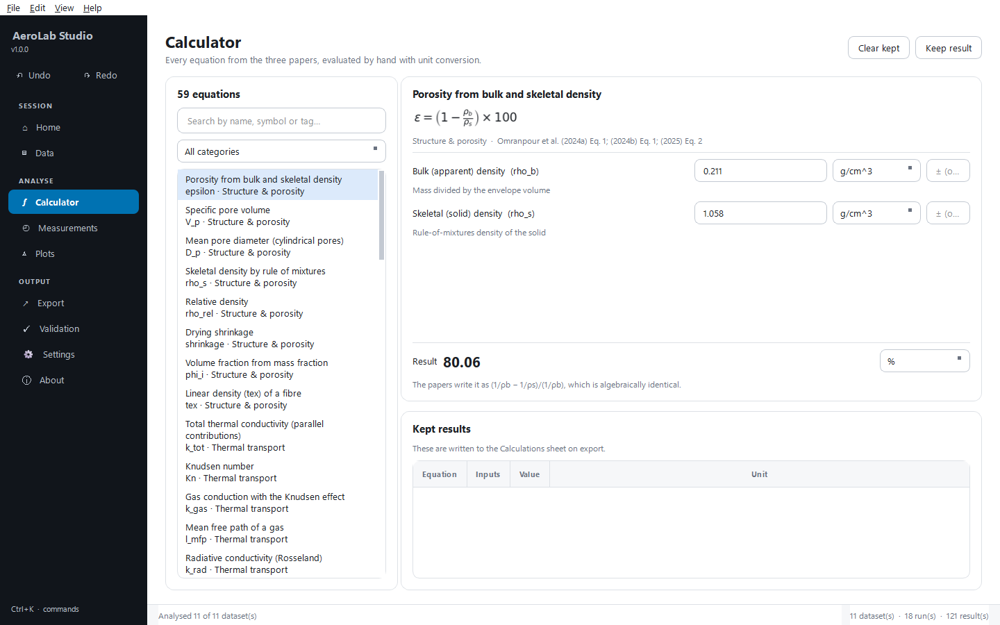 File Edit View Help
AeroLab Studio
v1.0.0
Undo Redo
SESSION
Home
Data
ANALYSE
Calculator
Measurements
Plots
OUTPUT
Export
Validation
Settings
About
Ctrl+K · commands
Calculator
Every equation from the three papers, evaluated by hand with unit conversion.
Clear kept
Keep result
59 equations
Search by name, symbol or tag...
All categories
Porosity from bulk and skeletal density
epsilon · Structure & porosity
Specific pore volume
V_p · Structure & porosity
Mean pore diameter (cylindrical pores)
D_p · Structure & porosity
Skeletal density by rule of mixtures
rho_s · Structure & porosity
Relative density
rho_rel · Structure & porosity
Drying shrinkage
shrinkage · Structure & porosity
Volume fraction from mass fraction
phi_i · Structure & porosity
Linear density (tex) of a fibre
tex · Structure & porosity
Total thermal conductivity (parallel
contributions)
k_tot · Thermal transport
Knudsen number
Kn · Thermal transport
Gas conduction with the Knudsen effect
k_gas · Thermal transport
Mean free path of a gas
l_mfp · Thermal transport
Radiative conductivity (Rosseland)
k_rad · Thermal transport
Porosity from bulk and skeletal density
ε = (1 − ρb/ρs) × 100
Structure & porosity · Omranpour et al. (2024a) Eq. 1; (2024b) Eq. 1; (2025) Eq. 2
Bulk (apparent) density (rho_b) 0.211 g/cm^3 ± (o...
Mass divided by the envelope volume
Skeletal (solid) density (rho_s) 1.058 g/cm^3 ± (o...
Rule-of-mixtures density of the solid
Result 80.06 %
The papers write it as (1/ρb − 1/ρs)/(1/ρb), which is algebraically identical.
Kept results
These are written to the Calculations sheet on export.
Equation Inputs Value Unit
Analysed 11 of 11 dataset(s)
11 dataset(s) · 18 run(s) · 121 result(s)